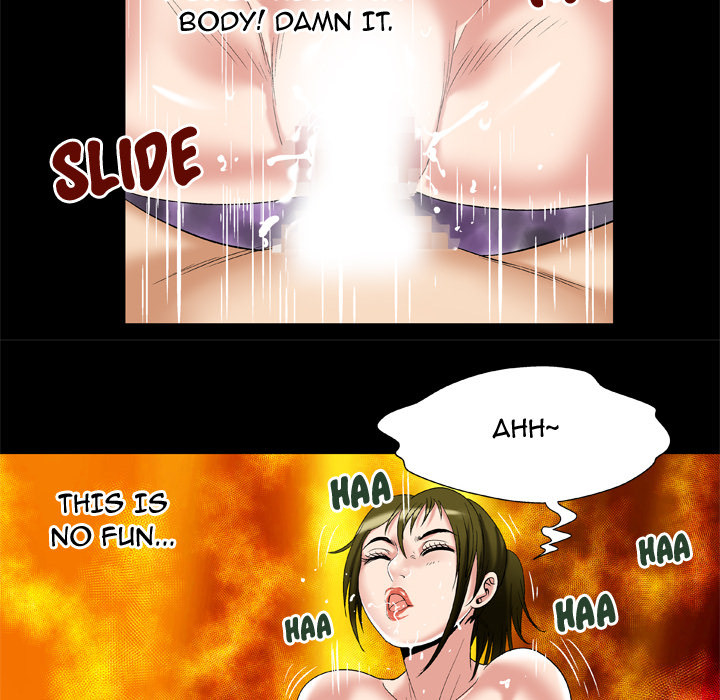 BODY! DAMN IT.
SLIDE
AHH~
THIS IS
NO FUN...
HAA
HAA
HAA
HAA